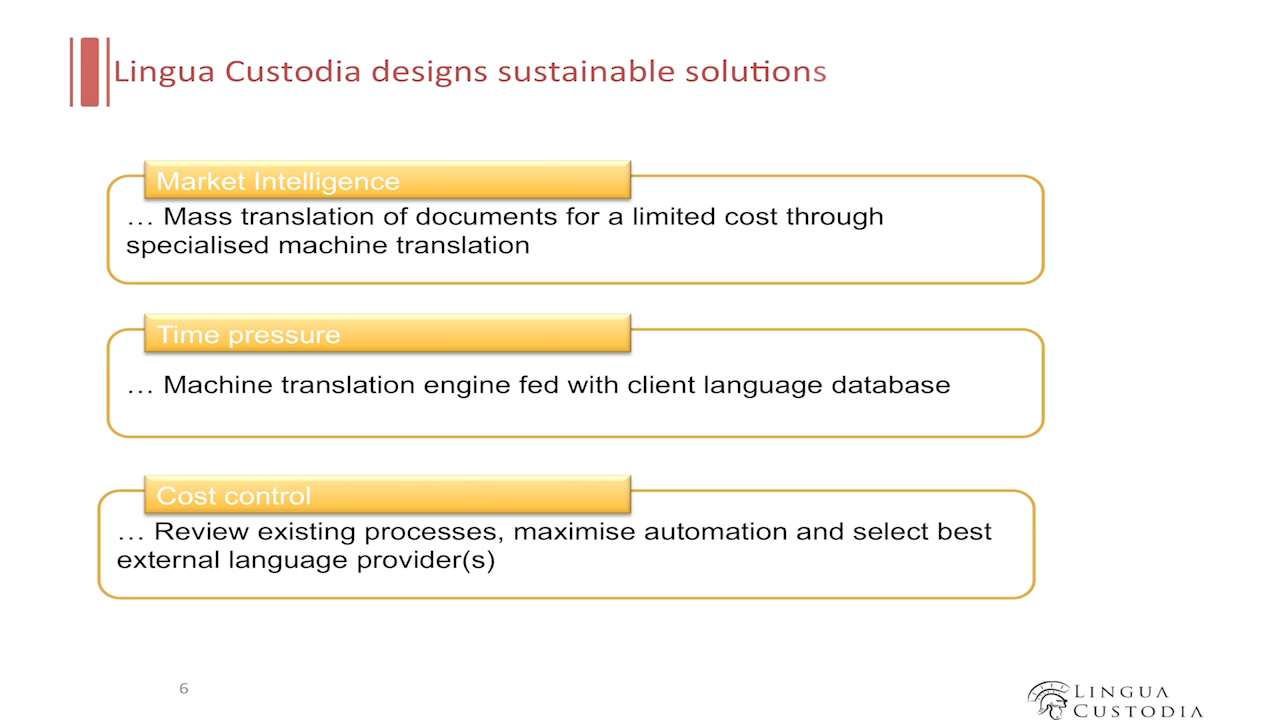 Lingua Custodia designs sustainable solutions
Market Intelligence
… Mass translation of documents for a limited cost through
specialised machine translation
Time pressure
… Machine translation engine fed with client language database
Cost control
… Review existing processes, maximise automation and select best
external language provider(s)
6
LINGUA
CUSTODIA